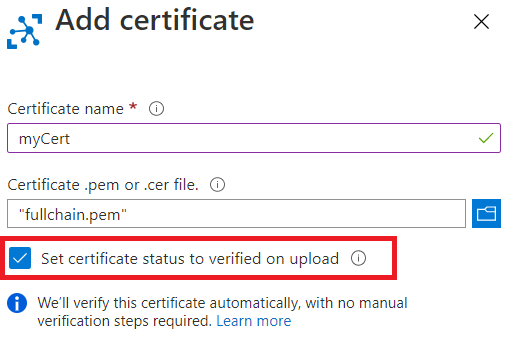 Add certificate
Certificate name *
myCert
Certificate .pem or .cer file.
"fullchain.pem"
Set certificate status to verified on upload
We'll verify this certificate automatically, with no manual
verification steps required. Learn more